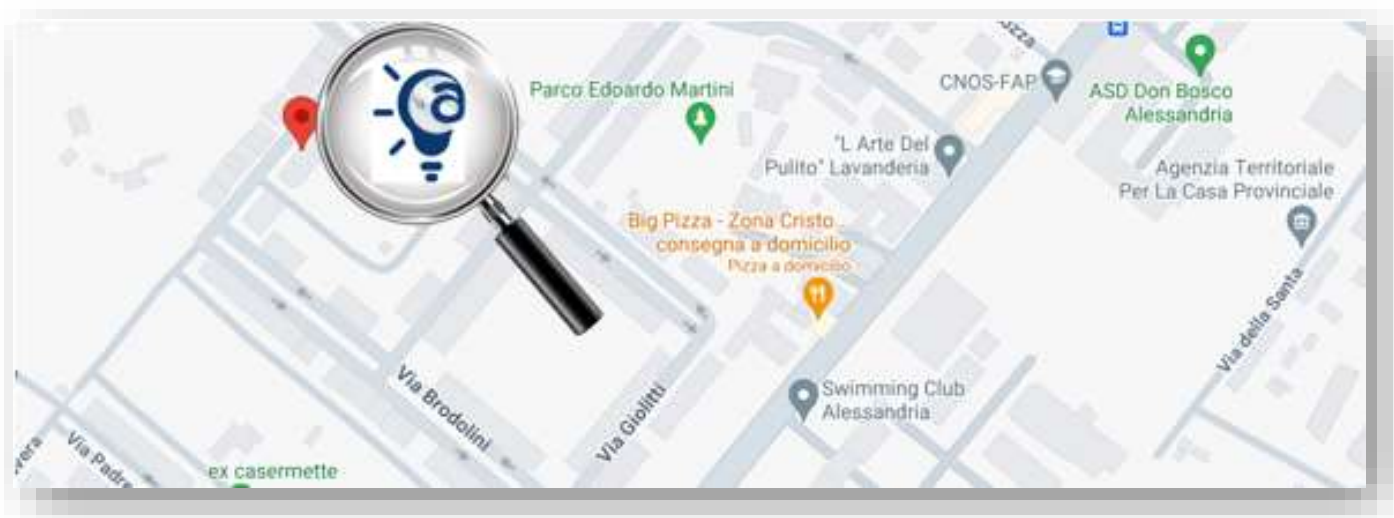 Parco Edoardo Martini
CNOS-FAP
ASD Don Bosco
Alessandria
"L Arte Del
Pulito" Lavanderia
Agenzia Territoriale
Per La Casa Provinciale
Big Pizza - Zona Cristo
consegna a domicilio
Pizza a domicilio
Via della Santa
Swimming Club
Alessandria
Via Brodolini
Via Giolitti
Via Padre
ex casermette